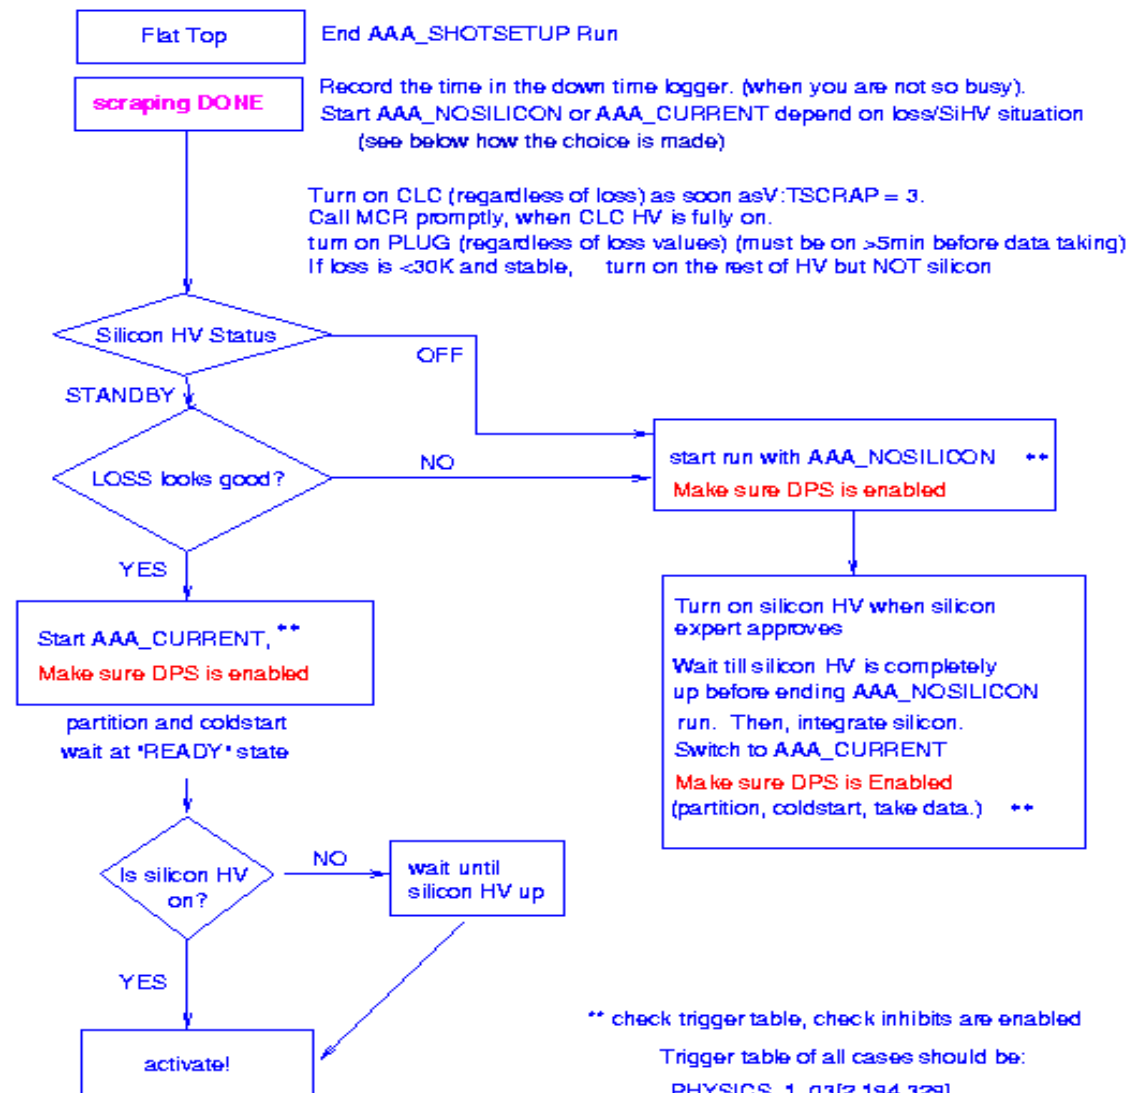 Flat Top
End AAA_SHOTSETUP Run
scraping DONE
Record the time in the down time logger. (when you are not so busy).
Start AAA_NOSILICON or AAA_CURRENT depend on loss/SiHV situation
(see below how the choice is made)
Turn on CLC (regardless of loss) as soon asV:TSCRAP = 3.
Call MCR promptly, when CLC HV is fully on.
turn on PLUG (regardless of loss values) (must be on >5min before data taking)
If loss is <30K and stable, turn on the rest of HV but NOT silicon
Silicon HV Status
OFF
STANDBY
LOSS looks good?
NO
start run with AAA_NOSILICON **
Make sure DPS is enabled
YES
Start AAA_CURRENT, **
Make sure DPS is enabled
partition and coldstart
wait at "READY" state
Turn on silicon HV when silicon
expert approves
Wait till silicon HV is completely
up before ending AAA_NOSILICON
run. Then, integrate silicon.
Switch to AAA_CURRENT
Make sure DPS is Enabled
(partition, coldstart, take data.) **
Is silicon HV
on?
NO
wait until
silicon HV up
YES
activate!
** check trigger table, check inhibits are enabled
Trigger table of all cases should be:
PHYSICS_1_03[2,194,329]